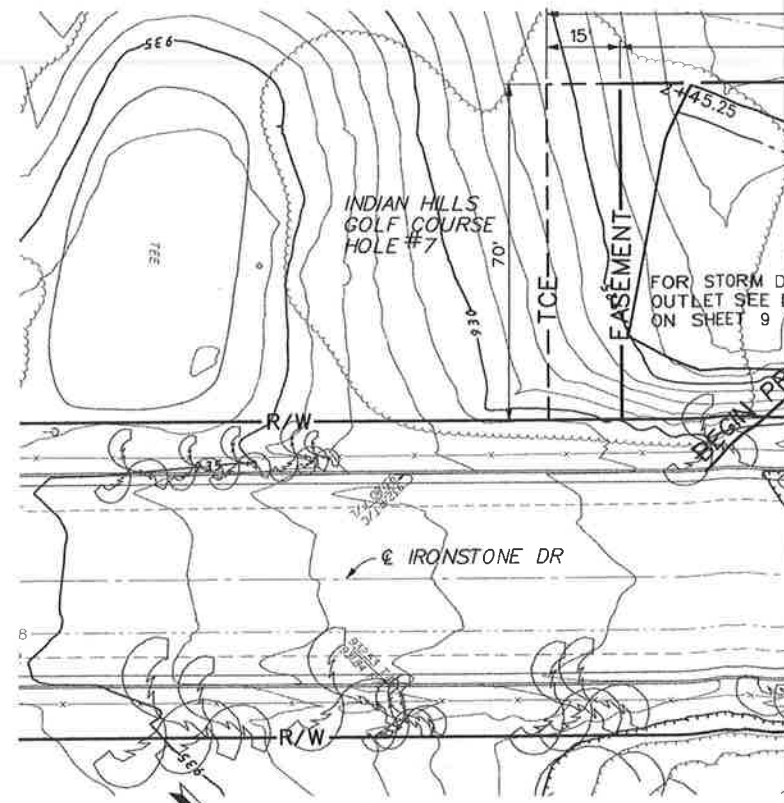 935
15'
2+45.25
INDIAN HILLS
GOLF COURSE
HOLE #7
TEE
70'
TCE
EASEMENT
930
FOR STORM D
OUTLET SEE
ON SHEET 9
R/W
BEGIN PR
935
℄ IRONSTONE DR
8
R/W
935